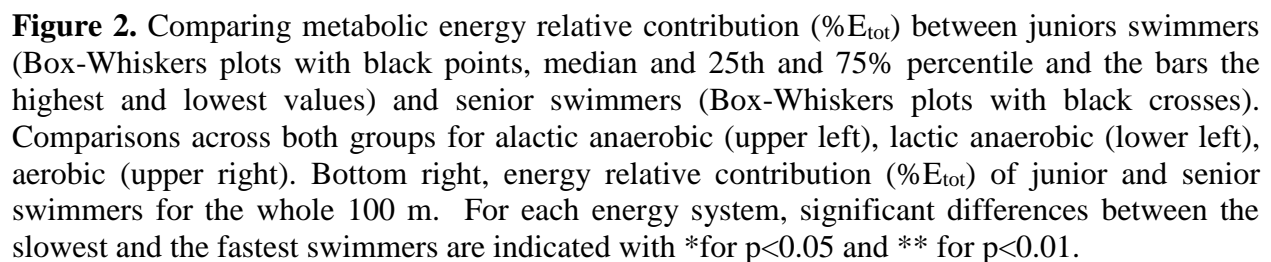 Figure 2. Comparing metabolic energy relative contribution (%Etot) between juniors swimmers
(Box-Whiskers plots with black points, median and 25th and 75% percentile and the bars the
highest and lowest values) and senior swimmers (Box-Whiskers plots with black crosses).
Comparisons across both groups for alactic anaerobic (upper left), lactic anaerobic (lower left),
aerobic (upper right). Bottom right, energy relative contribution (%Etot) of junior and senior
swimmers for the whole 100 m. For each energy system, significant differences between the
slowest and the fastest swimmers are indicated with *for p<0.05 and ** for p<0.01.